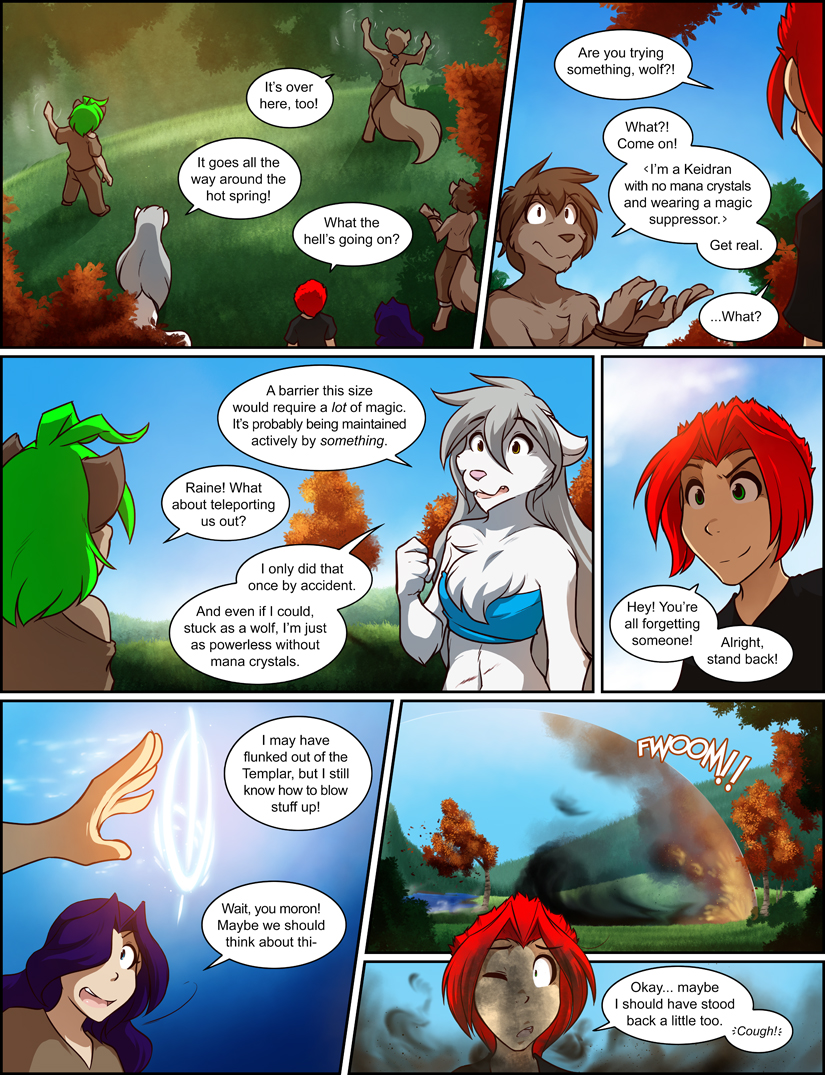 It's over
here, too!
It goes all the
way around the
hot spring!
What the
hell's going on?
Are you trying
something, wolf?!
What?!
Come on!
‹I'm a Keidran
with no mana crystals
and wearing a magic
suppressor.›
Get real.
...What?
A barrier this size
would require a lot of magic.
It's probably being maintained
actively by something.
Raine! What
about teleporting
us out?
I only did that
once by accident.
And even if I could,
stuck as a wolf, I'm just
as powerless without
mana crystals.
Hey! You're
all forgetting
someone!
Alright,
stand back!
I may have
flunked out of the
Templar, but I still
know how to blow
stuff up!
Wait, you moron!
Maybe we should
think about thi-
FWOOM!!
Okay... maybe
I should have stood
back a little too.
Cough!